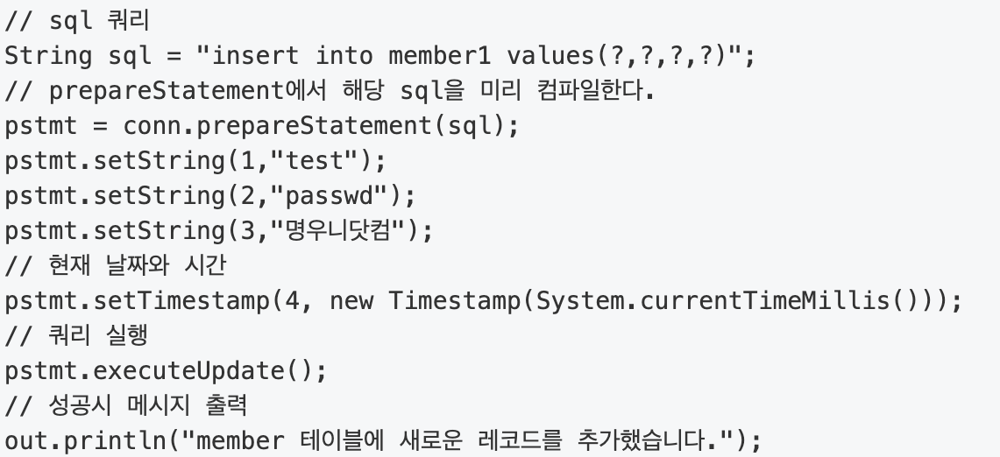 // sql 쿼리
String sql = "insert into member1 values(?,?,?,?)";
// prepareStatement에서 해당 sql을 미리 컴파일한다.
pstmt = conn.prepareStatement(sql);
pstmt.setString(1,"test");
pstmt.setString(2,"passwd");
pstmt.setString(3,"명우니닷컴");
// 현재 날짜와 시간
pstmt.setTimestamp(4, new Timestamp(System.currentTimeMillis()));
// 쿼리 실행
pstmt.executeUpdate();
// 성공시 메시지 출력
out.println("member 테이블에 새로운 레코드를 추가했습니다.");